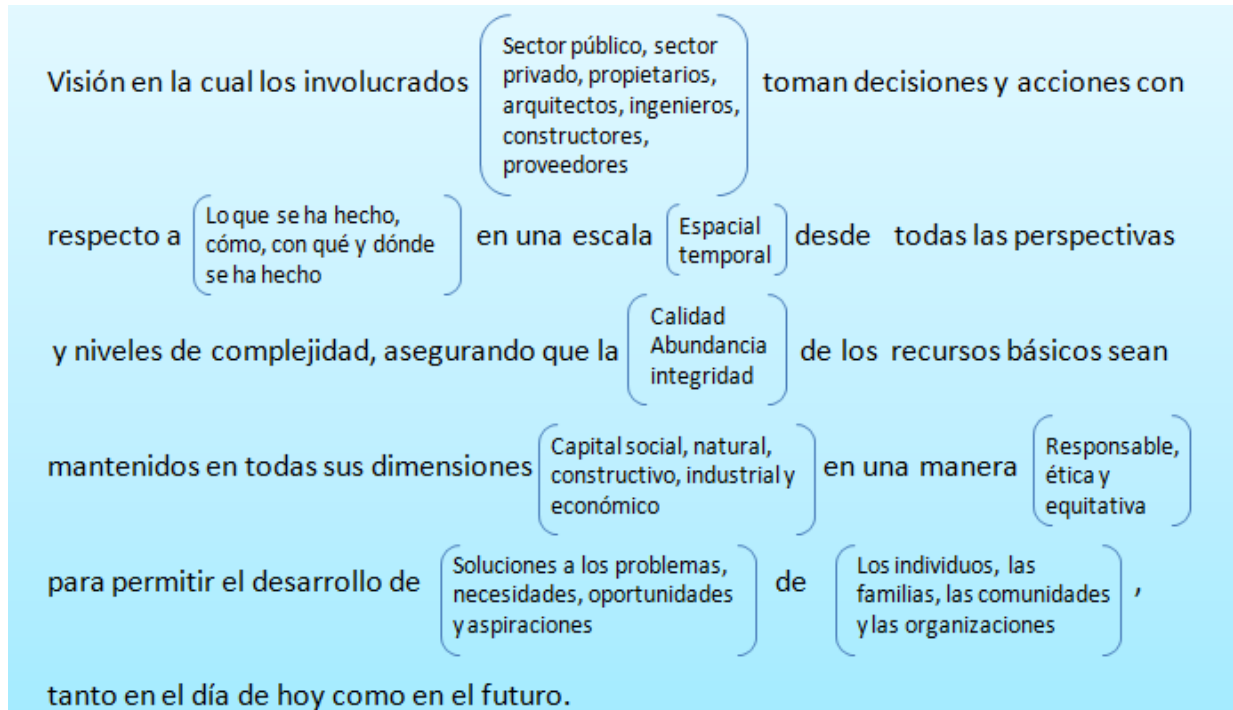 Visión en la cual los involucrados
Sector público, sector
privado, propietarios,
arquitectos, ingenieros,
constructores,
proveedores
toman decisiones y acciones con
respecto a
Lo que se ha hecho,
cómo, con qué y dónde
se ha hecho
en una escala
Espacial
temporal
desde todas las perspectivas
y niveles de complejidad, asegurando que la
Calidad
Abundancia
integridad
de los recursos básicos sean
mantenidos en todas sus dimensiones
Capital social, natural,
constructivo, industrial y
económico
en una manera
Responsable,
ética y
equitativa
para permitir el desarrollo de
Soluciones a los problemas,
necesidades, oportunidades
y aspiraciones
de
Los individuos, las
familias, las comunidades
y las organizaciones
,
tanto en el día de hoy como en el futuro.